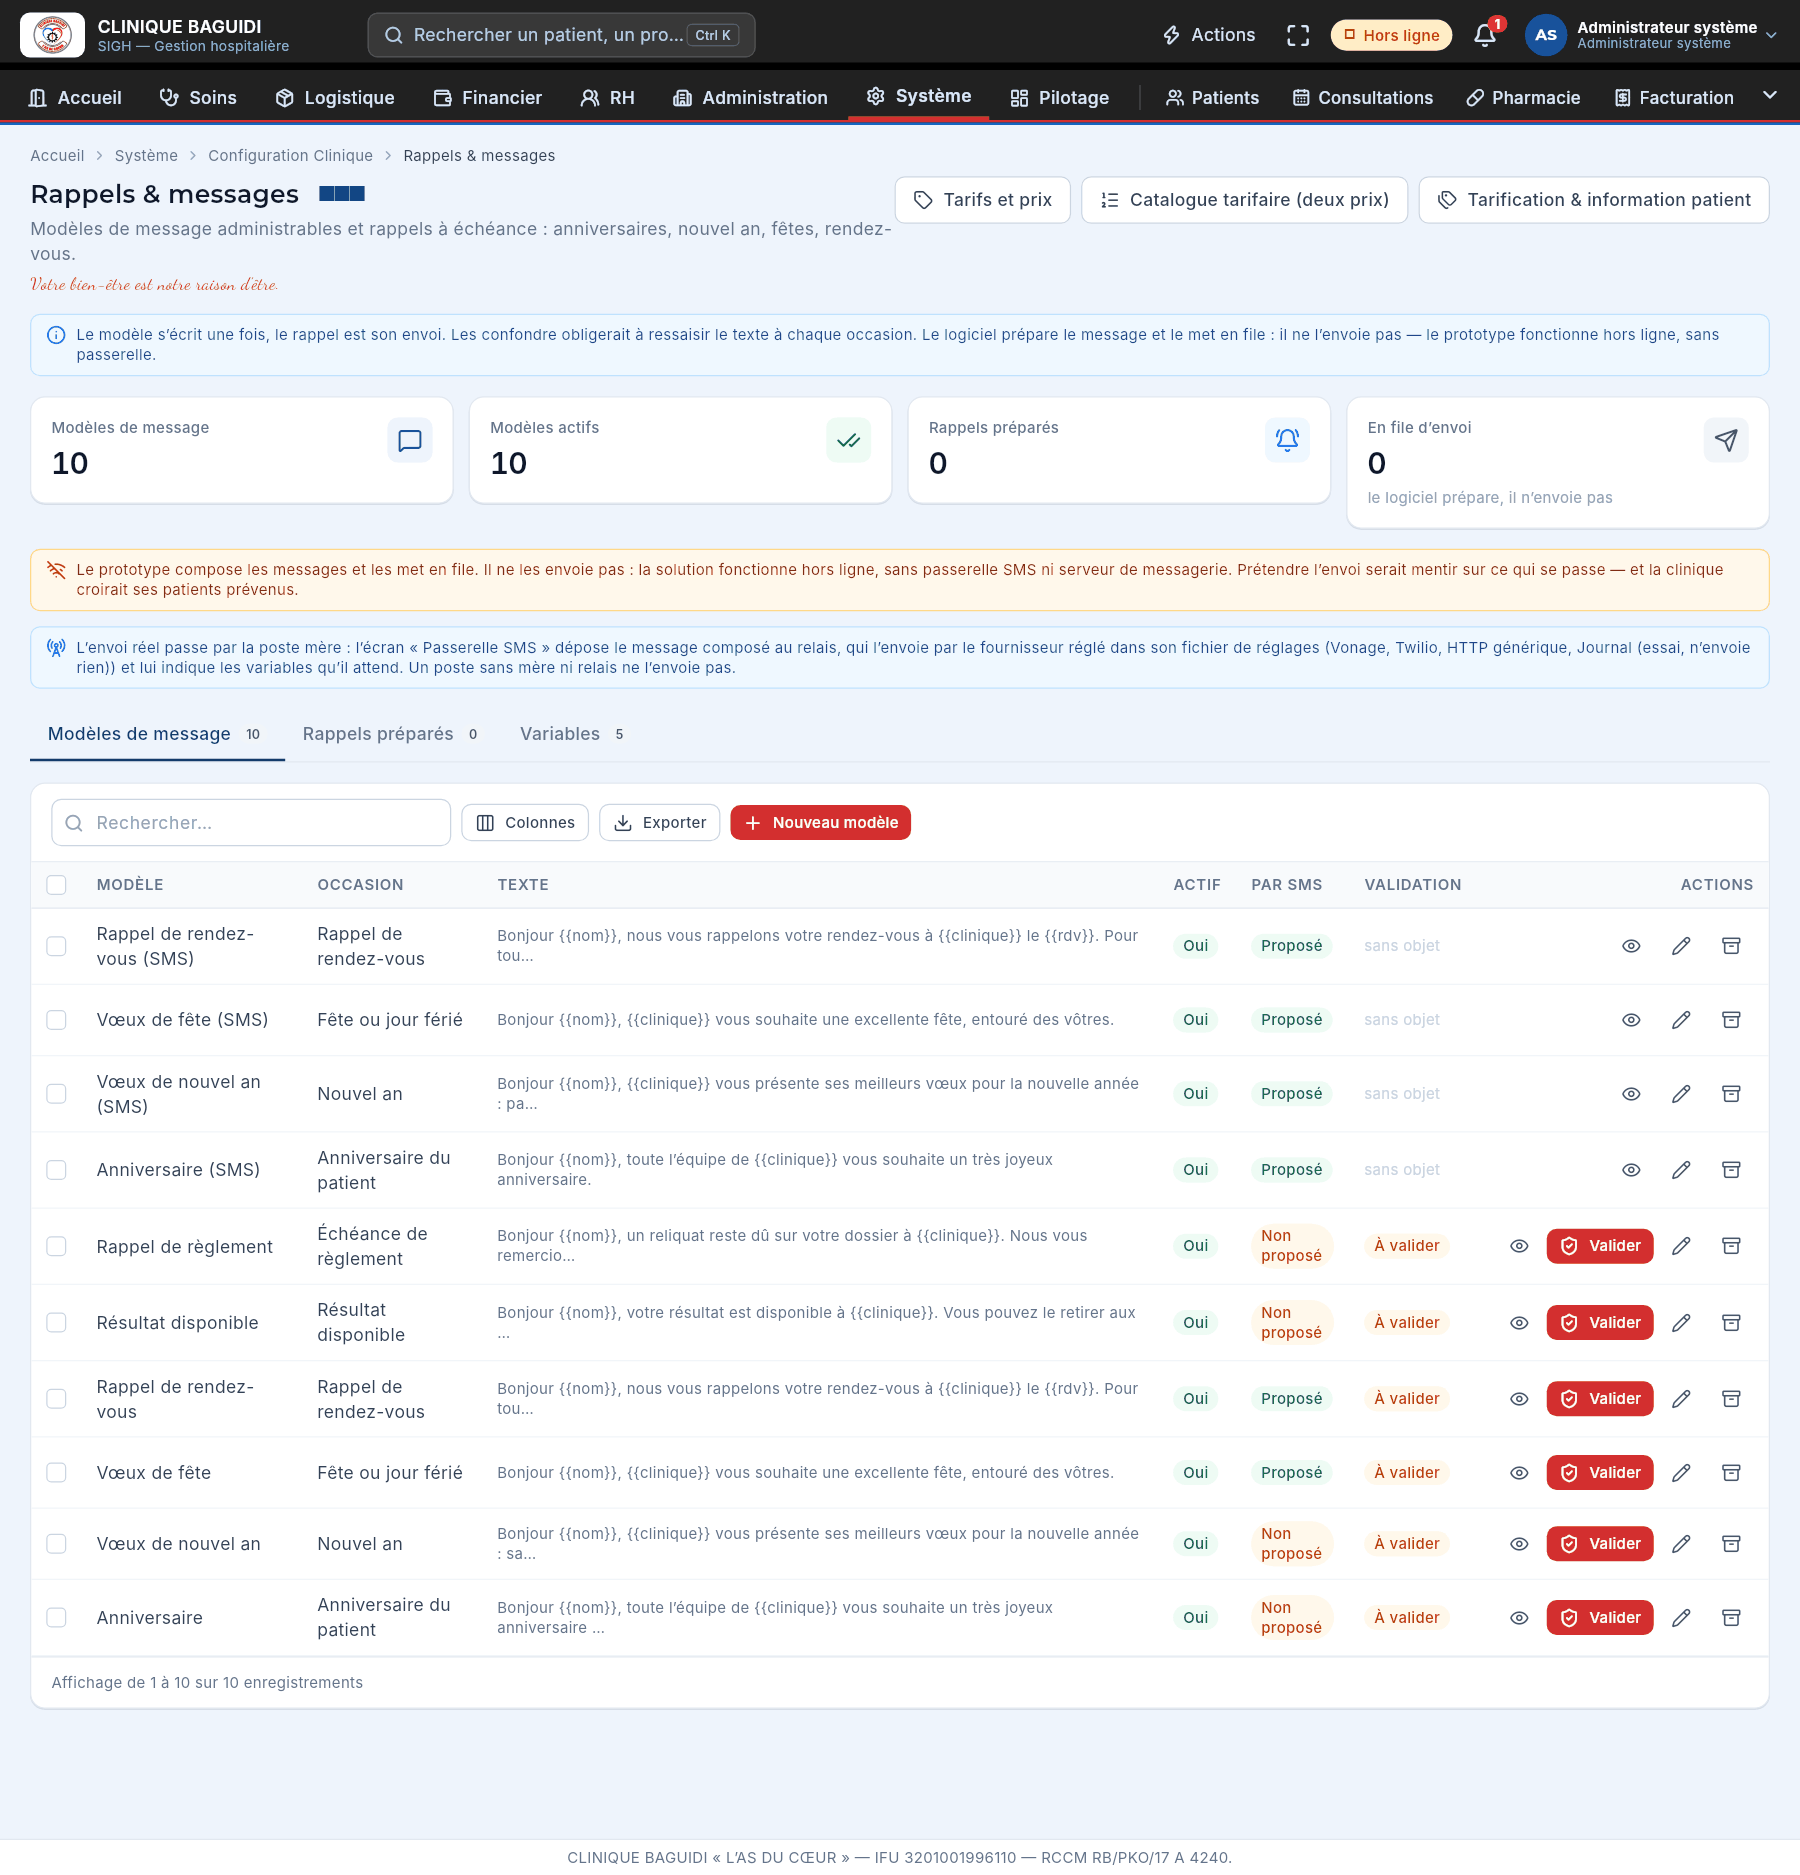 CLINIQUE BAGUIDI
SIGH — Gestion hospitalière
Rechercher un patient, un pro... Ctrl K
Actions
Hors ligne
1
AS
Administrateur système
Administrateur système
Accueil
Soins
Logistique
Financier
RH
Administration
Système
Pilotage
Patients
Consultations
Pharmacie
Facturation
Accueil > Système > Configuration Clinique > Rappels & messages
Rappels & messages
Tarifs et prix
Catalogue tarifaire (deux prix)
Tarification & information patient
Modèles de message administrables et rappels à échéance : anniversaires, nouvel an, fêtes, rendez-
vous.
Votre bien-être est notre raison d'être.
Le modèle s’écrit une fois, le rappel est son envoi. Les confondre obligerait à ressaisir le texte à chaque occasion. Le logiciel prépare le message et le met en file : il ne l’envoie pas — le prototype fonctionne hors ligne, sans
passerelle.
Modèles de message
10
Modèles actifs
10
Rappels préparés
0
En file d’envoi
0
le logiciel prépare, il n’envoie pas
Le prototype compose les messages et les met en file. Il ne les envoie pas : la solution fonctionne hors ligne, sans passerelle SMS ni serveur de messagerie. Prétendre l’envoi serait mentir sur ce qui se passe — et la clinique
croirait ses patients prévenus.
L’envoi réel passe par la poste mère : l’écran « Passerelle SMS » dépose le message composé au relais, qui l’envoie par le fournisseur réglé dans son fichier de réglages (Vonage, Twilio, HTTP générique, Journal (essai, n’envoie
rien)) et lui indique les variables qu’il attend. Un poste sans mère ni relais ne l’envoie pas.
Modèles de message 10
Rappels préparés 0
Variables 5
Rechercher...
Colonnes
Exporter
Nouveau modèle
MODÈLE OCCASION TEXTE ACTIF PAR SMS VALIDATION ACTIONS
Rappel de rendez-
vous (SMS)
Rappel de
rendez-vous
Bonjour {{nom}}, nous vous rappelons votre rendez-vous à {{clinique}} le {{rdv}}. Pour
tou...
Oui
Proposé
sans objet
Vœux de fête (SMS)
Fête ou jour férié
Bonjour {{nom}}, {{clinique}} vous souhaite une excellente fête, entouré des vôtres.
Oui
Proposé
sans objet
Vœux de nouvel an
(SMS)
Nouvel an
Bonjour {{nom}}, {{clinique}} vous présente ses meilleurs vœux pour la nouvelle année
: pa...
Oui
Proposé
sans objet
Anniversaire (SMS)
Anniversaire du
patient
Bonjour {{nom}}, toute l’équipe de {{clinique}} vous souhaite un très joyeux
anniversaire.
Oui
Proposé
sans objet
Rappel de règlement
Échéance de
règlement
Bonjour {{nom}}, un reliquat reste dû sur votre dossier à {{clinique}}. Nous vous
remercio...
Oui
Non
proposé
À valider
Valider
Résultat disponible
Résultat
disponible
Bonjour {{nom}}, votre résultat est disponible à {{clinique}}. Vous pouvez le retirer aux
...
Oui
Non
proposé
À valider
Valider
Rappel de rendez-
vous
Rappel de
rendez-vous
Bonjour {{nom}}, nous vous rappelons votre rendez-vous à {{clinique}} le {{rdv}}. Pour
tou...
Oui
Proposé
À valider
Valider
Vœux de fête
Fête ou jour férié
Bonjour {{nom}}, {{clinique}} vous souhaite une excellente fête, entouré des vôtres.
Oui
Proposé
À valider
Valider
Vœux de nouvel an
Nouvel an
Bonjour {{nom}}, {{clinique}} vous présente ses meilleurs vœux pour la nouvelle année
: sa...
Oui
Non
proposé
À valider
Valider
Anniversaire
Anniversaire du
patient
Bonjour {{nom}}, toute l’équipe de {{clinique}} vous souhaite un très joyeux
anniversaire ...
Oui
Non
proposé
À valider
Valider
Affichage de 1 à 10 sur 10 enregistrements
CLINIQUE BAGUIDI « L’AS DU CŒUR » — IFU 3201001996110 — RCCM RB/PKO/17 A 4240.